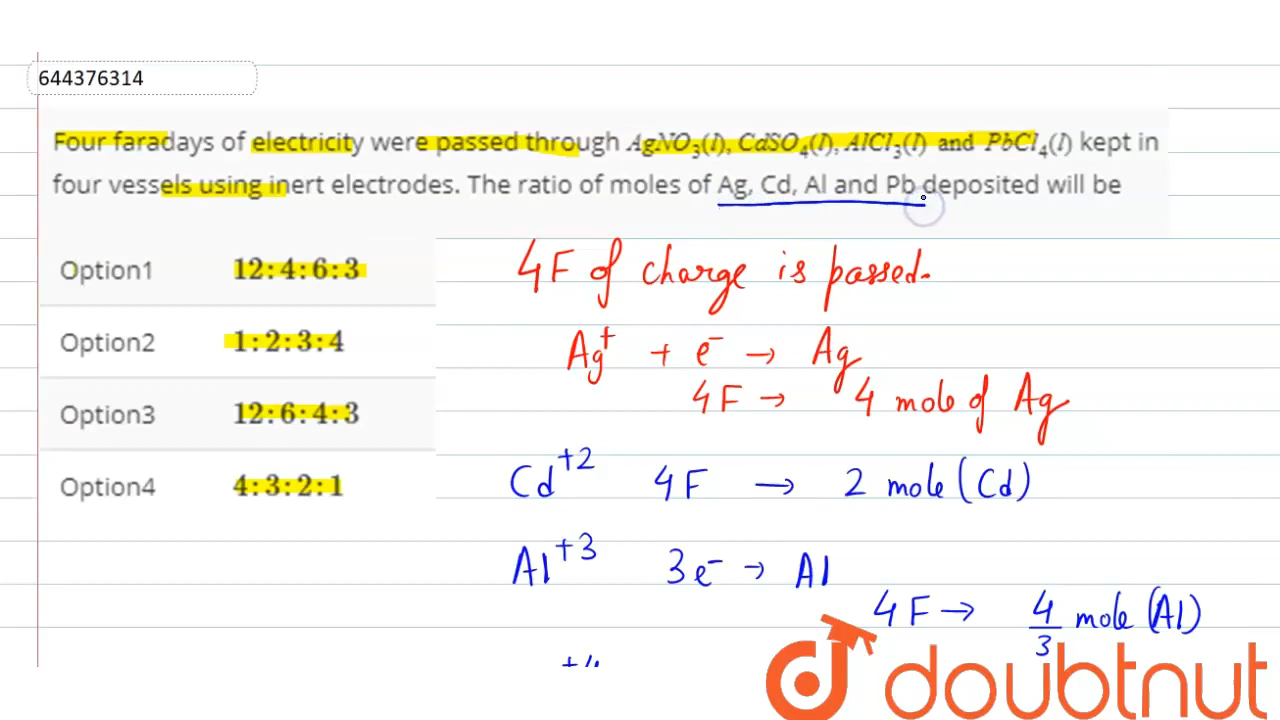 644376314
Four faradays of electricity were passed through AgNO₃(l), CdSO₄(l), AlCl₃(l) and PbCl₄(l) kept in
four vessels using inert electrodes. The ratio of moles of Ag, Cd, Al and Pb deposited will be
Option1 12 : 4 : 6 : 3
Option2 1 : 2 : 3 : 4
Option3 12 : 6 : 4 : 3
Option4 4 : 3 : 2 : 1
4F of charge is passed.
Ag⁺ + e⁻ → Ag
4F → 4 mole of Ag
Cd⁺² 4F → 2 mole (Cd)
Al⁺³ 3e⁻ → Al
4F → 4/3 mole (Al)
+4
doubtnut